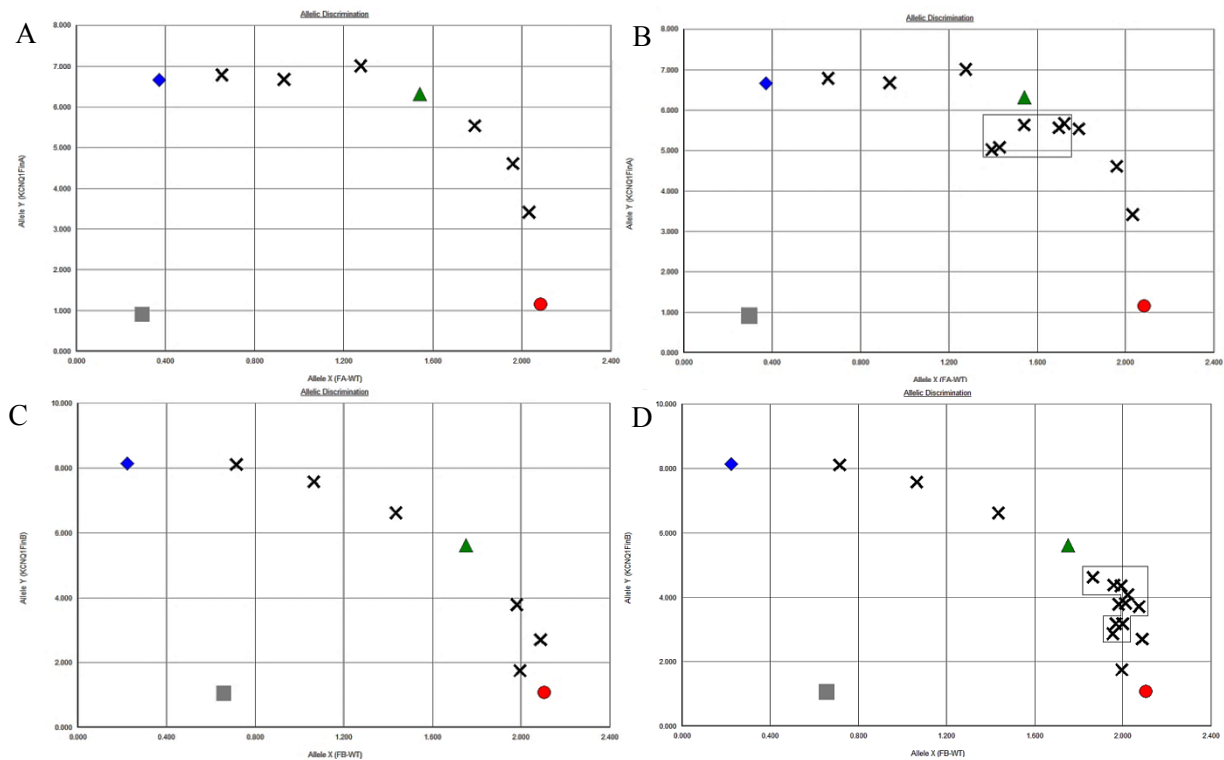 A
Allelic Discrimination
8.000
7.000
6.000
5.000
4.000
3.000
2.000
1.000
0.000
Allele Y (KCNQ1FinA)
0.000 0.400 0.800 1.200 1.600 2.000 2.400
Allele X (FA-WT)
B
Allelic Discrimination
8.000
7.000
6.000
5.000
4.000
3.000
2.000
1.000
0.000
Allele Y (KCNQ1FinA)
0.000 0.400 0.800 1.200 1.600 2.000 2.400
Allele X (FA-WT)
C
Allelic Discrimination
10.000
8.000
6.000
4.000
2.000
0.000
Allele Y (KCNQ1FinB)
0.000 0.400 0.800 1.200 1.600 2.000 2.400
Allele X (FB-WT)
D
Allelic Discrimination
10.000
8.000
6.000
4.000
2.000
0.000
Allele Y (KCNQ1FinB)
0.000 0.400 0.800 1.200 1.600 2.000 2.400
Allele X (FB-WT)